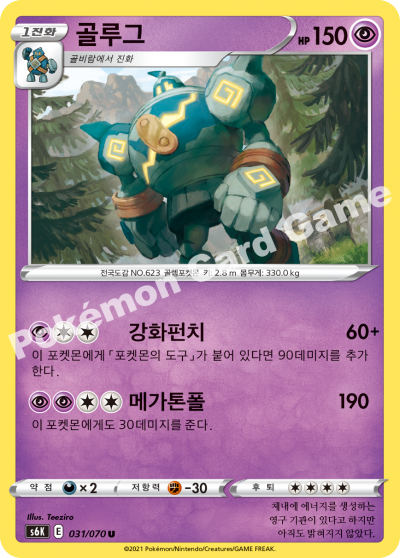 1진화
골루그
HP 150
골비람에서 진화
전국도감 NO.623 골렘포켓몬 키: 2.8 m 몸무게: 330.0 kg
Pokémon Card Game
강화펀치 60+
이 포켓몬에게 「포켓몬의 도구」가 붙어 있다면 90데미지를 추가
한다.
메가톤폴 190
이 포켓몬에게도 30데미지를 준다.
약점 ×2 저항력 -30 후퇴
Illus. Teeziro
체내에 에너지를 생성하는
영구 기관이 있다고 하지만
아직도 밝혀지지 않았다.
s6K E 031/070 U
©2021 Pokémon/Nintendo/Creatures/GAME FREAK.